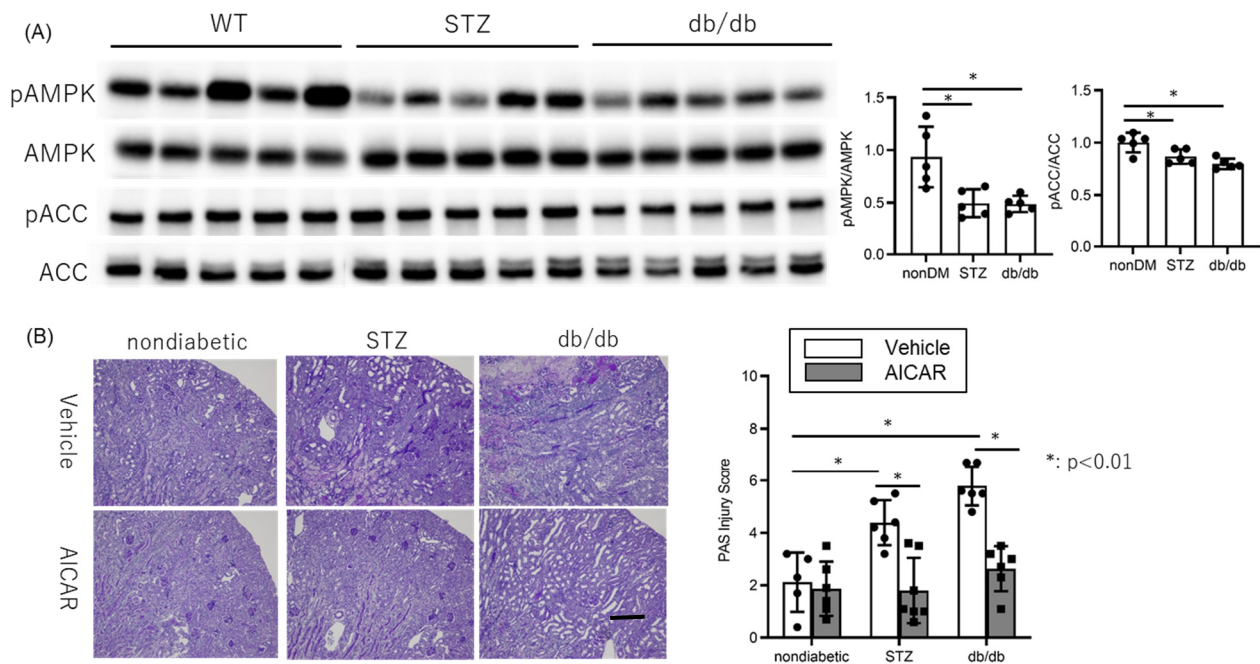 (A)
WT
STZ
db/db
pAMPK
AMPK
pACC
ACC
pAMPK/AMPK
1.5
1.0
0.5
0.0
*
*
nonDM
STZ
db/db
pACC/ACC
1.5
1.0
0.5
0.0
*
*
nonDM
STZ
db/db
(B)
nondiabetic
STZ
db/db
Vehicle
AICAR
Vehicle
AICAR
PAS Injury Score
10
8
6
4
2
0
*
*
*
*
*: p<0.01
nondiabetic
STZ
db/db